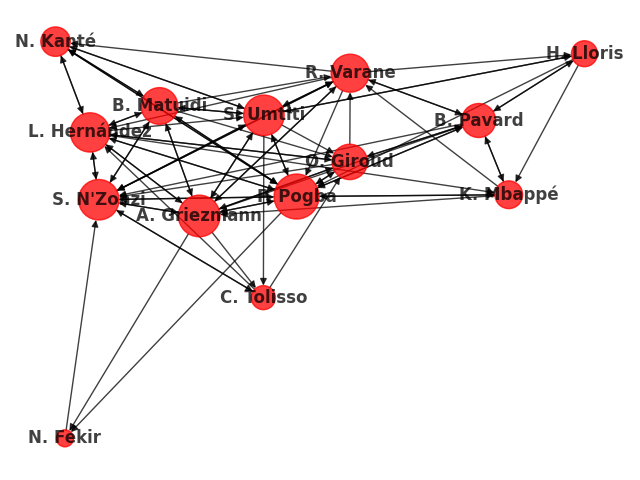 N. Kanté
H. Lloris
R. Varane
B. Matuidi
S. Umtiti
B. Pavard
L. Hernández
O. Giroud
K. Mbappé
S. N'Zonzi
P. Pogba
A. Griezmann
C. Tolisso
N. Fekir